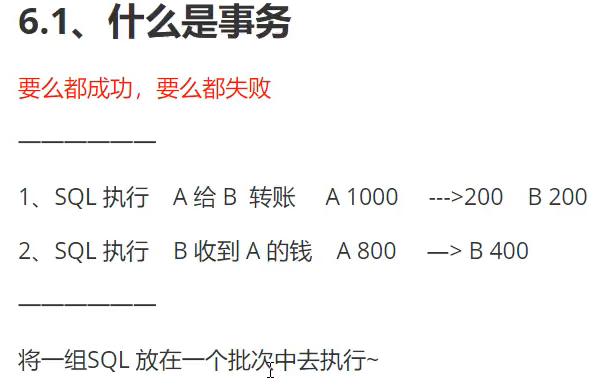 6.1、什么是事务
要么都成功，要么都失败
———————
1、SQL 执行 A 给 B 转账 A 1000 --->200 B 200
2、SQL 执行 B 收到 A 的钱 A 800 —> B 400
———————
将一组SQL 放在一个批次中去执行~